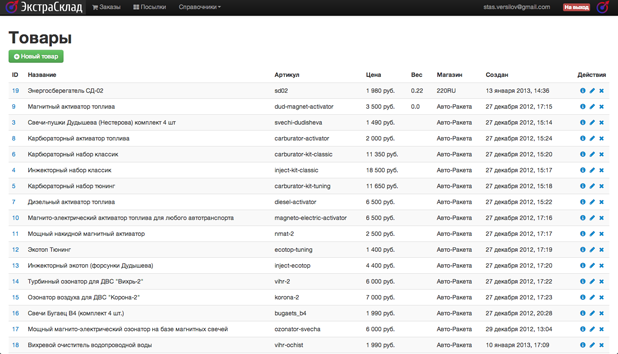 ЭкстраСклад Заказы Посылки Справочники stas.versilov@gmail.com На выход
Товары
Новый товар
ID Название Артикул Цена Вес Магазин Создан Действия
19 Энергосберегатель СД-02 sd02 1 980 руб. 0.22 220RU 13 января 2013, 14:36
9 Магнитный активатор топлива dud-magnet-activator 3 500 руб. 0.0 Авто-Ракета 27 декабря 2012, 17:15
3 Свечи-пушки Дудышева (Нестерова) комплект 4 шт svechi-dudisheva 1 490 руб. Авто-Ракета 27 декабря 2012, 15:14
8 Карбюраторный активатор топлива carburator-activator 2 000 руб. Авто-Ракета 27 декабря 2012, 15:24
6 Карбюраторный набор классик carburator-kit-classic 11 350 руб. Авто-Ракета 27 декабря 2012, 15:20
4 Инжекторный набор классик inject-kit-classic 18 500 руб. Авто-Ракета 27 декабря 2012, 15:17
5 Карбюраторный набор тюнинг carburator-kit-tuning 11 650 руб. Авто-Ракета 27 декабря 2012, 15:18
7 Дизельный активатор топлива diesel-activator 6 500 руб. Авто-Ракета 27 декабря 2012, 15:22
10 Магнито-электрический активатор топлива для любого автотранспорта magneto-electric-activator 6 500 руб. Авто-Ракета 27 декабря 2012, 17:16
11 Мощный накидной магнитный активатор nmat-2 2 500 руб. Авто-Ракета 27 декабря 2012, 17:17
12 Экотоп Тюнинг ecotop-tuning 1 400 руб. Авто-Ракета 27 декабря 2012, 17:19
13 Инжекторный экотоп (форсунки Дудышева) inject-ecotop 4 400 руб. Авто-Ракета 27 декабря 2012, 17:20
14 Турбинный озонатор для ДВС "Вихрь-2" vihr-2 6 000 руб. Авто-Ракета 27 декабря 2012, 17:22
15 Озонатор воздуха для ДВС "Корона-2" korona-2 7 000 руб. Авто-Ракета 27 декабря 2012, 17:23
16 Свечи Бугаец В4 (комплект 4 шт.) bugaets_b4 1 990 руб. Авто-Ракета 27 декабря 2012, 20:28
17 Мощный магнито-электрический озонатор на базе магнитных свечей ozonator-svecha 6 000 руб. Авто-Ракета 29 декабря 2012, 13:04
18 Вихревой очиститель водопроводной воды vihr-ochist 1 990 руб. Авто-Ракета 10 января 2013, 17:09